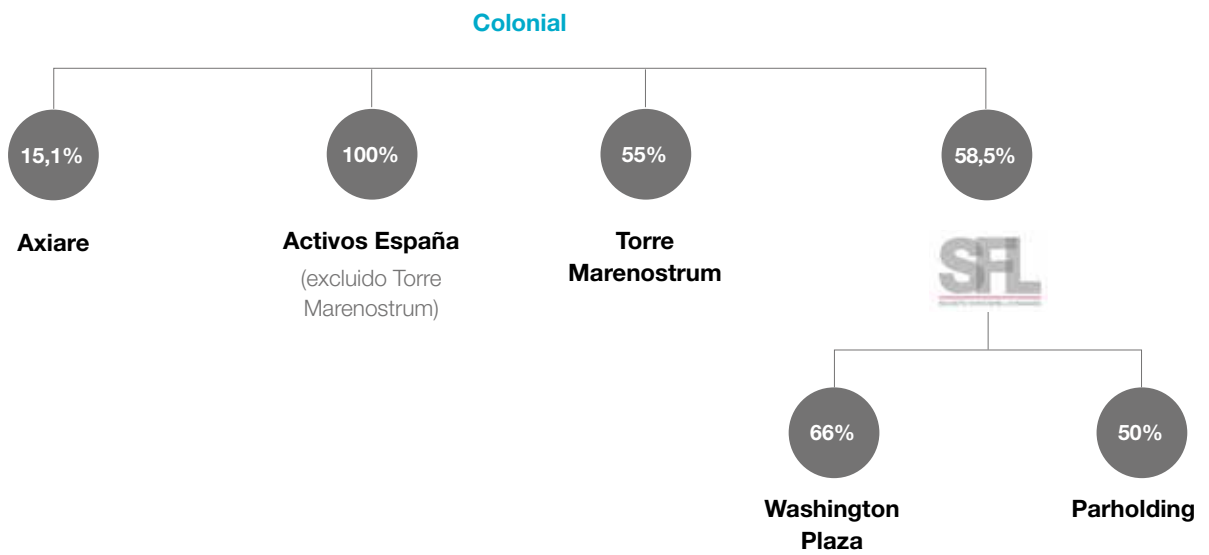 Colonial
15,1%
100%
55%
58,5%
Axiare
Activos España
(excluido Torre
Marenostrum)
Torre
Marenostrum
SFL
66%
50%
Washington
Plaza
Parholding